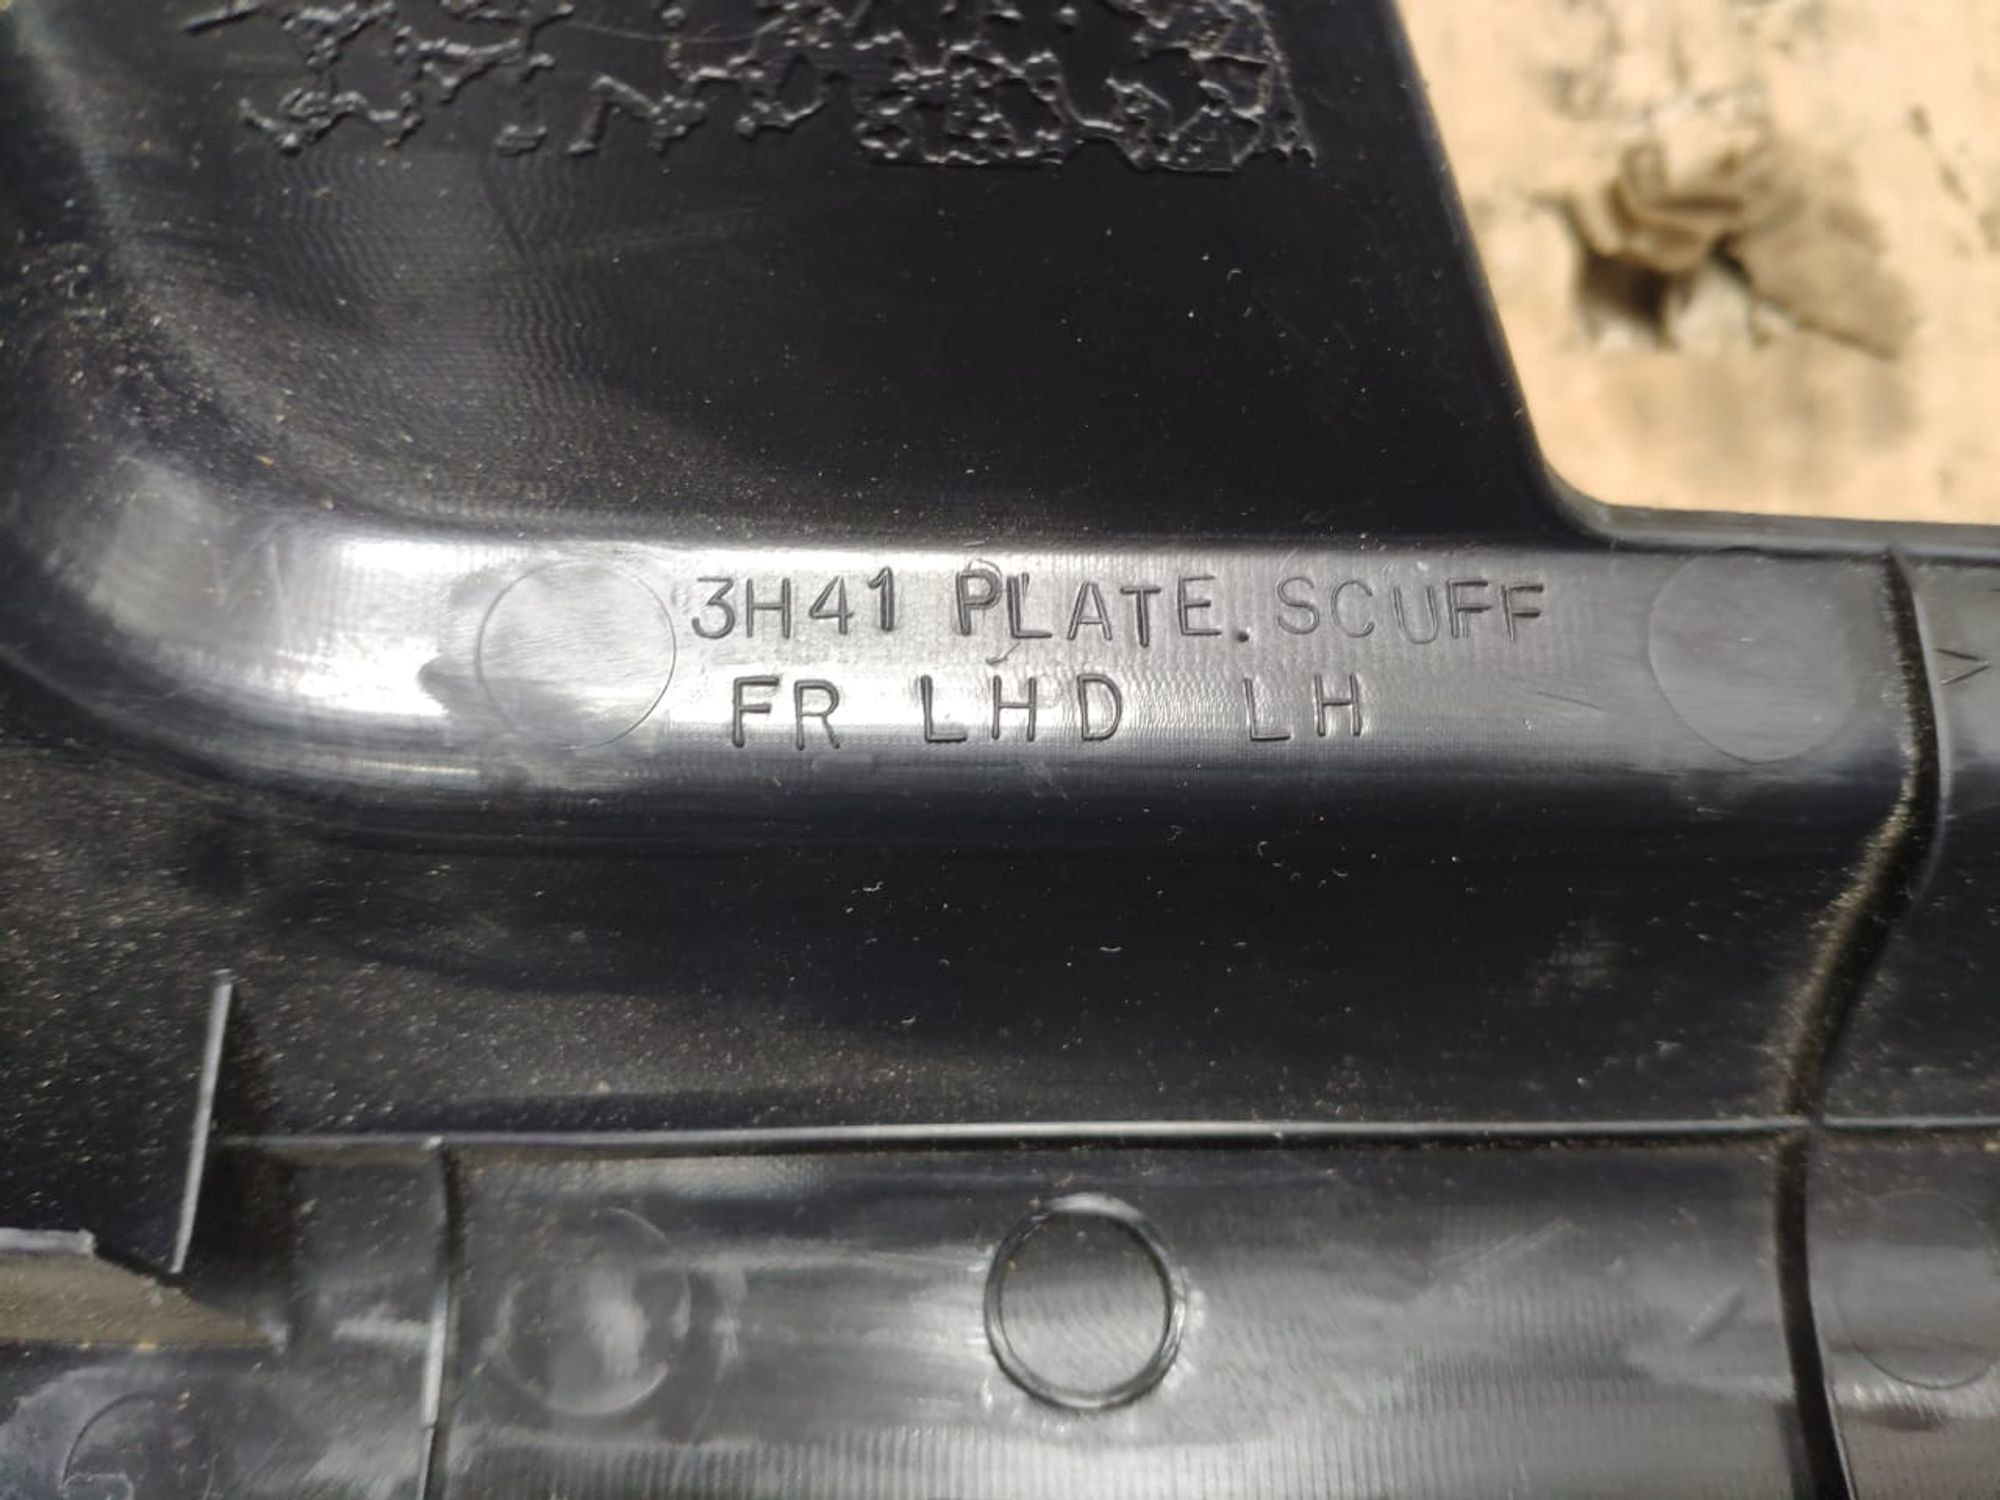 3H41 PLATE. SCUFF
FR LHD LH